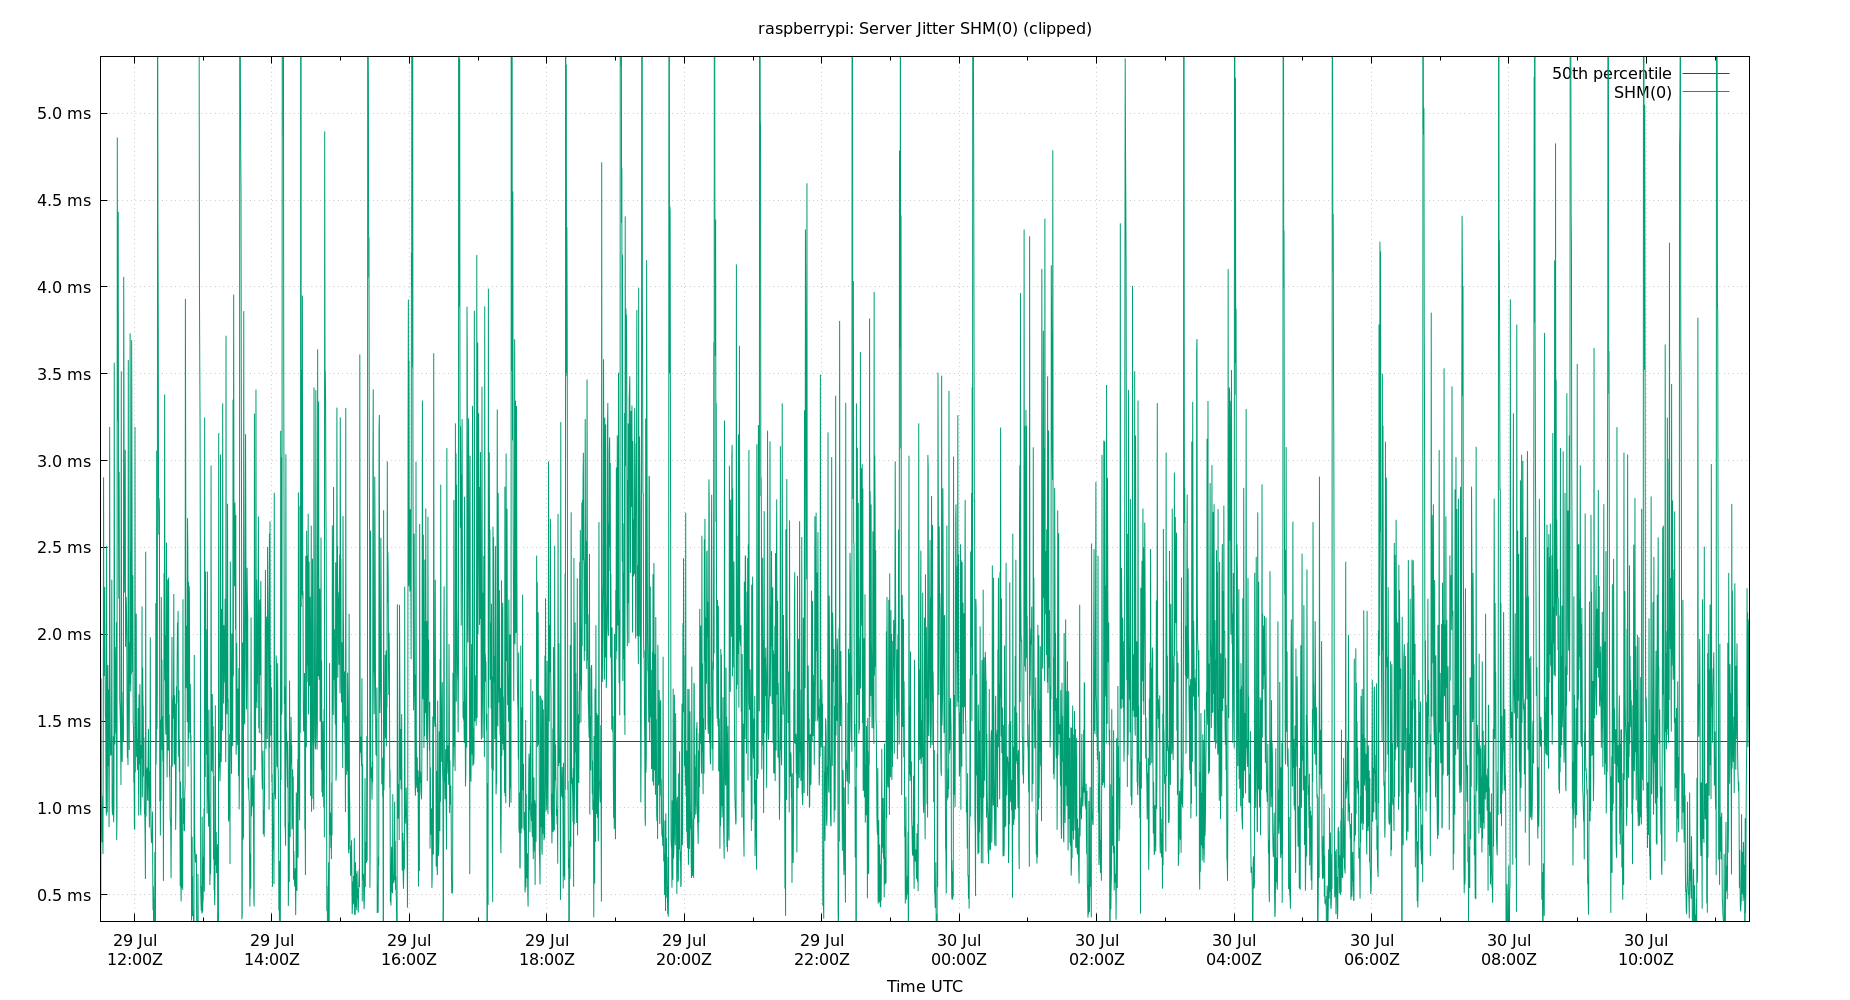 raspberrypi: Server Jitter SHM(0) (clipped)
50th percentile
SHM(0)
5.0 ms
4.5 ms
4.0 ms
3.5 ms
3.0 ms
2.5 ms
2.0 ms
1.5 ms
1.0 ms
0.5 ms
29 Jul 29 Jul 29 Jul 29 Jul 29 Jul 29 Jul 30 Jul 30 Jul 30 Jul 30 Jul 30 Jul 30 Jul
12:00Z 14:00Z 16:00Z 18:00Z 20:00Z 22:00Z 00:00Z 02:00Z 04:00Z 06:00Z 08:00Z 10:00Z
Time UTC